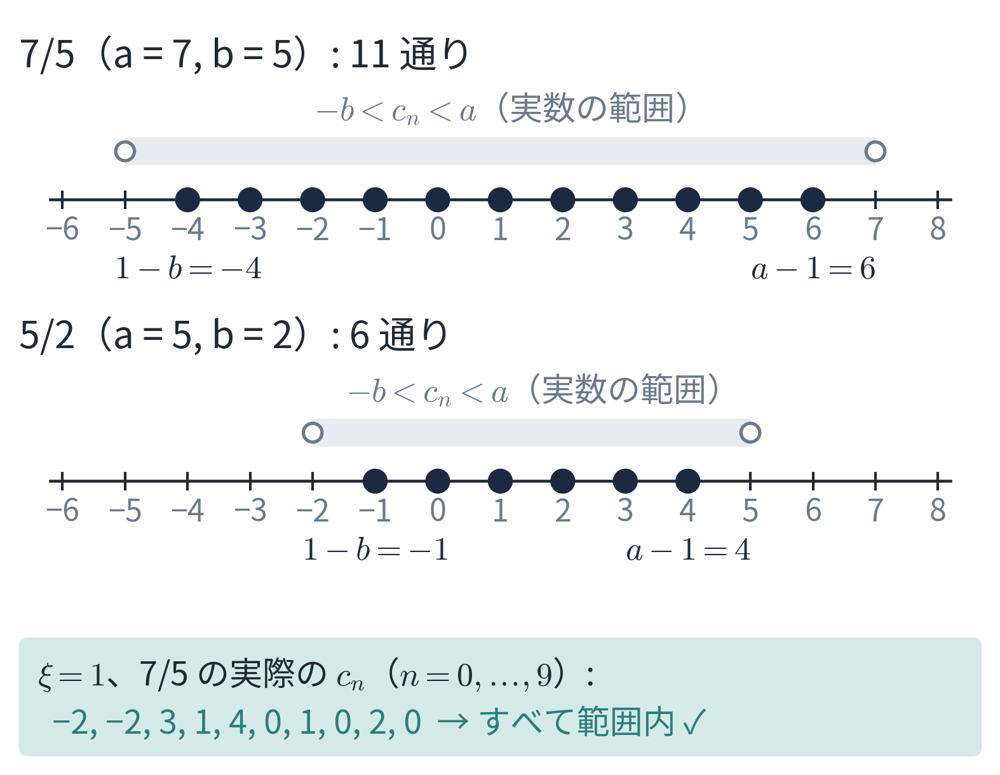 7/5（a = 7, b = 5）: 11 通り
−b < cₙ < a（実数の範囲）
−6 −5 −4 −3 −2 −1 0 1 2 3 4 5 6 7 8
1 − b = −4 a − 1 = 6
5/2（a = 5, b = 2）: 6 通り
−b < cₙ < a（実数の範囲）
−6 −5 −4 −3 −2 −1 0 1 2 3 4 5 6 7 8
1 − b = −1 a − 1 = 4
ξ = 1、7/5 の実際の cₙ（n = 0, …, 9）:
−2, −2, 3, 1, 4, 0, 1, 0, 2, 0 → すべて範囲内 ✓